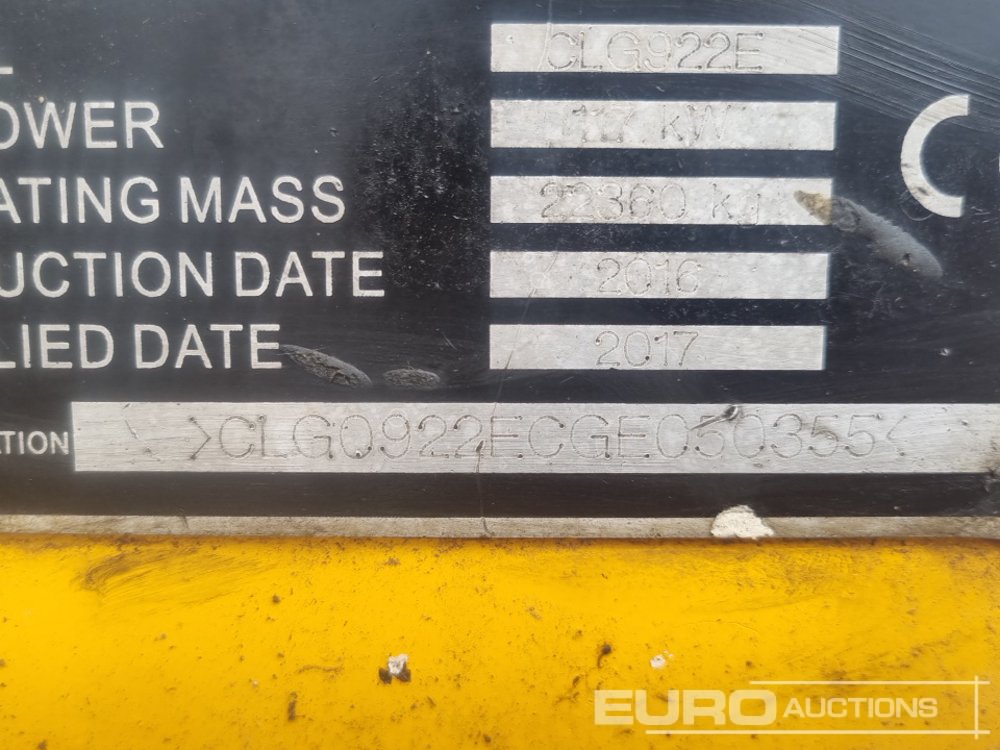 CLG922E
OWER 117 kW
ATING MASS 22360 kg
UCTION DATE 2016
LIED DATE 2017
ATION >CLG0922ECGE050355<
EURO AUCTIONS